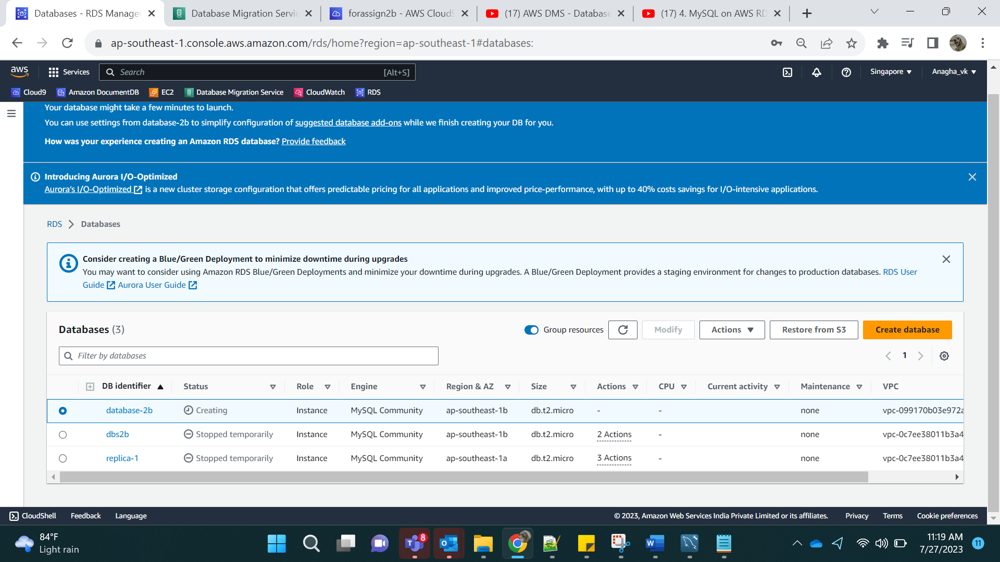 Databases - RDS Manager
Database Migration Servic
forassign2b - AWS CloudS
(17) AWS DMS - Database
(17) 4. MySQL on AWS RD
ap-southeast-1.console.aws.amazon.com/rds/home?region=ap-southeast-1#databases:
aws
Services
Search
[Alt+S]
Singapore
Anagha_vk
Cloud9
Amazon DocumentDB
EC2
Database Migration Service
CloudWatch
RDS
Your database might take a few minutes to launch.
You can use settings from database-2b to simplify configuration of suggested database add-ons while we finish creating your DB for you.
How was your experience creating an Amazon RDS database? Provide feedback
Introducing Aurora I/O-Optimized
Aurora's I/O-Optimized is a new cluster storage configuration that offers predictable pricing for all applications and improved price-performance, with up to 40% costs savings for I/O-intensive applications.
RDS > Databases
Consider creating a Blue/Green Deployment to minimize downtime during upgrades
You may want to consider using Amazon RDS Blue/Green Deployments and minimize your downtime during upgrades. A Blue/Green Deployment provides a staging environment for changes to production databases. RDS User
Guide Aurora User Guide
Databases (3)
Group resources
Modify
Actions
Restore from S3
Create database
Filter by databases
1
DB identifier Status Role Engine Region & AZ Size Actions CPU Current activity Maintenance VPC
database-2b Creating Instance MySQL Community ap-southeast-1b db.t2.micro - - none vpc-099170b03e972a
dbs2b Stopped temporarily Instance MySQL Community ap-southeast-1b db.t2.micro 2 Actions - none vpc-0c7ee38011b3a4
replica-1 Stopped temporarily Instance MySQL Community ap-southeast-1a db.t2.micro 3 Actions - none vpc-0c7ee38011b3a4
CloudShell
Feedback
Language
© 2023, Amazon Web Services India Private Limited or its affiliates.
Privacy
Terms
Cookie preferences
84°F
Light rain
8
11:19 AM
7/27/2023
11